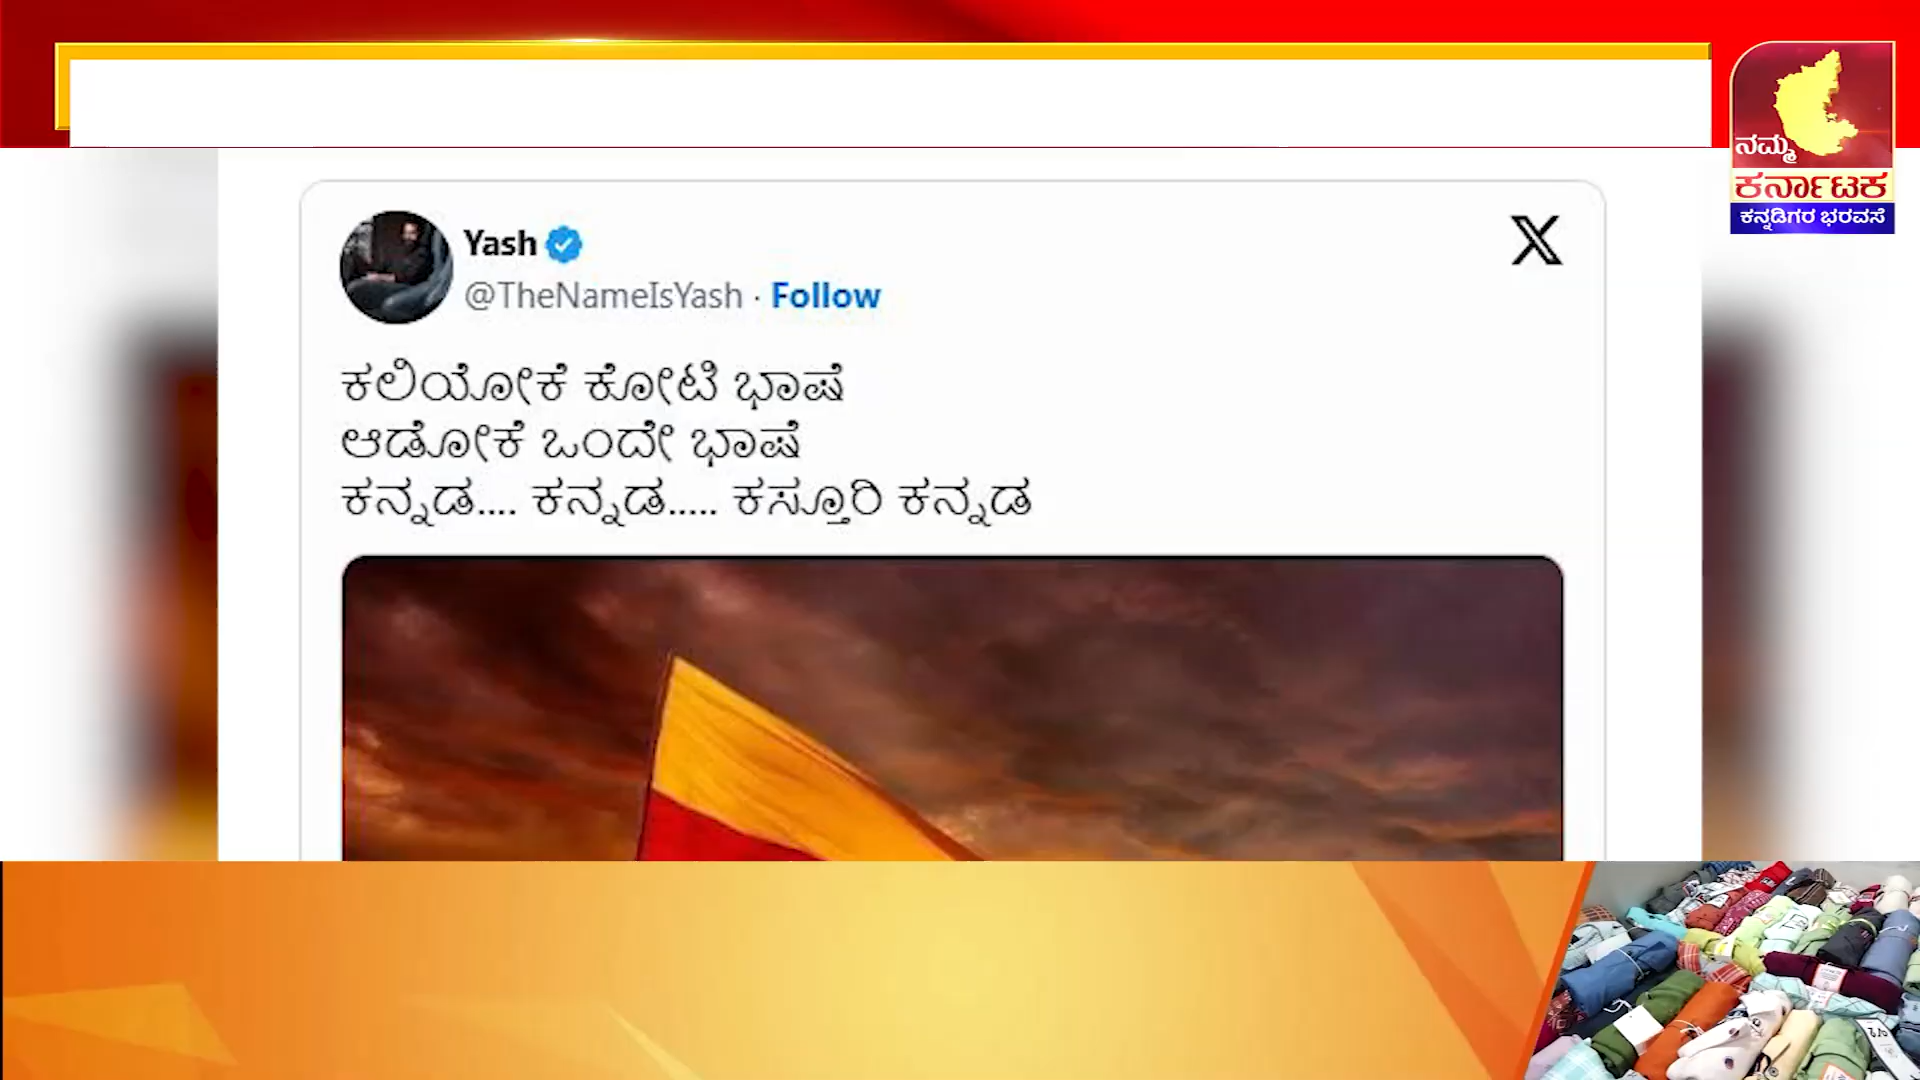 Yash
@TheNameIsYash · Follow
ಕಲಿಯೋಕೆ ಕೋಟಿ ಭಾಷೆ
ಆಡೋಕೆ ಒಂದೇ ಭಾಷೆ
ಕನ್ನಡ.... ಕನ್ನಡ..... ಕಸ್ತೂರಿ ಕನ್ನಡ
ನಮ್ಮ
ಕರ್ನಾಟಕ
ಕನ್ನಡಿಗರ ಭರವಸೆ